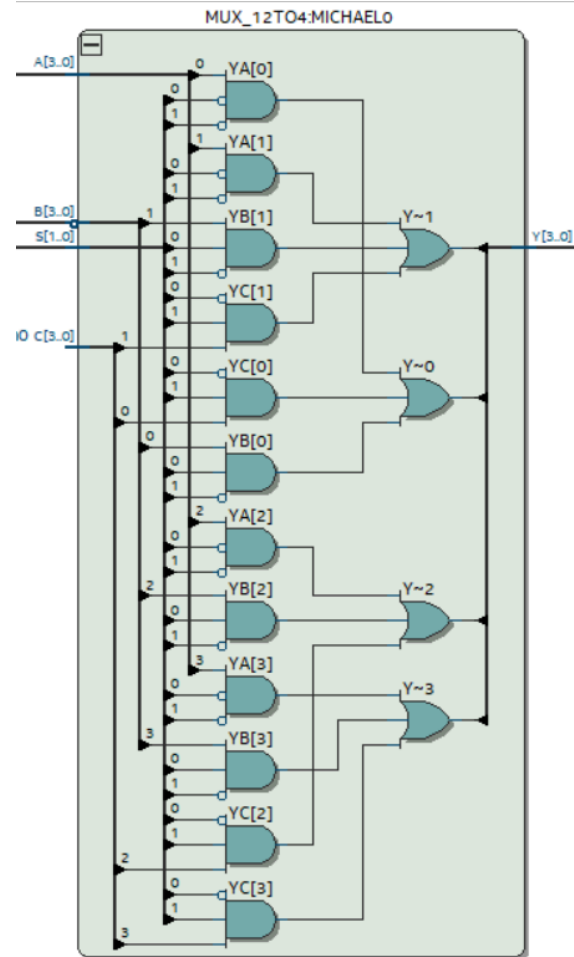 MUX_12TO4:MICHAEL0
A[3..0]
0
YA[0]
0
1
1
YA[1]
0
1
B[3..0]
1
YB[1]
Y~1
S[1..0]
0
Y[3..0]
1
YC[1]
0
1
C[3..0]
1
YC[0]
Y~0
0
1
0
YB[0]
0
0
1
2
YA[2]
0
1
2
YB[2]
Y~2
0
1
3
YA[3]
0
Y~3
1
3
YB[3]
0
1
YC[2]
0
1
2
YC[3]
0
1
3